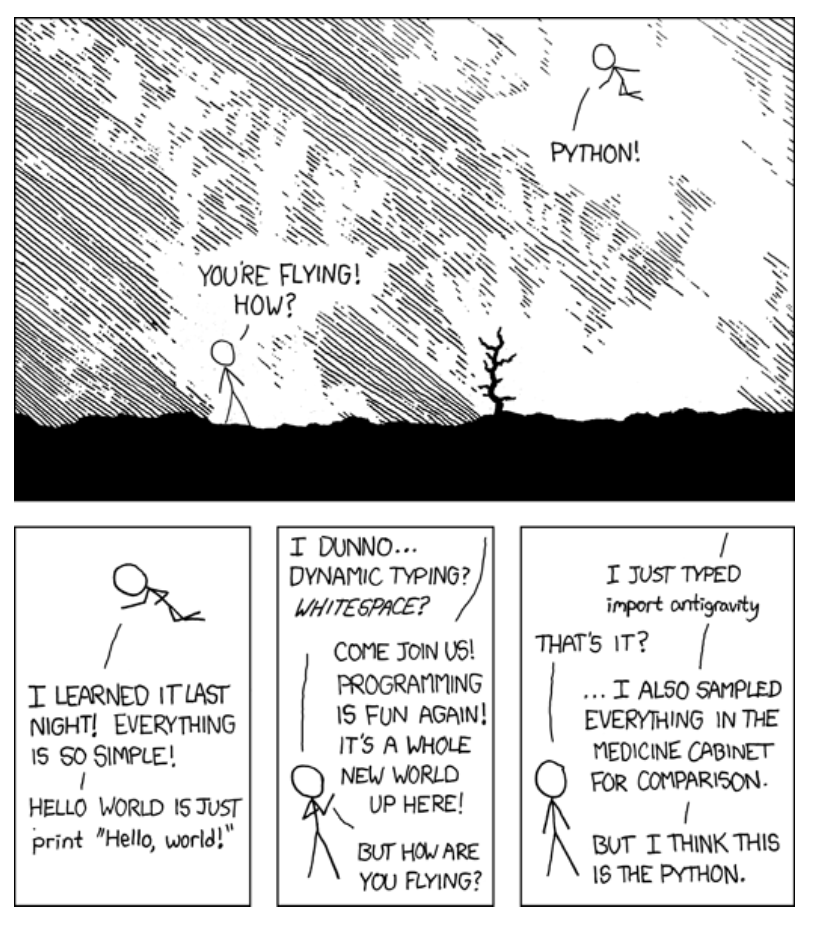 YOU'RE FLYING!
HOW?
PYTHON!
I LEARNED IT LAST
NIGHT! EVERYTHING
IS SO SIMPLE!
HELLO WORLD IS JUST
print "Hello, world!"
I DUNNO...
DYNAMIC TYPING?
WHITESPACE?
COME JOIN US!
PROGRAMMING
IS FUN AGAIN!
IT'S A WHOLE
NEW WORLD
UP HERE!
BUT HOW ARE
YOU FLYING?
I JUST TYPED
import antigravity
THAT'S IT?
... I ALSO SAMPLED
EVERYTHING IN THE
MEDICINE CABINET
FOR COMPARISON.
BUT I THINK THIS
IS THE PYTHON.